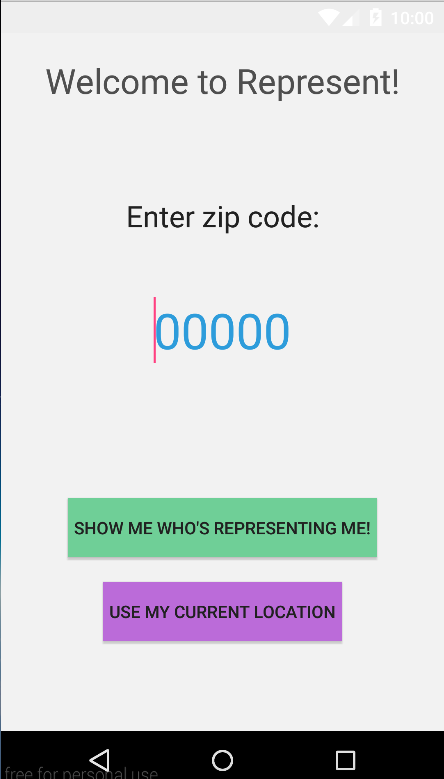 10:00
Welcome to Represent!
Enter zip code:
00000
SHOW ME WHO'S REPRESENTING ME!
USE MY CURRENT LOCATION
free for personal use